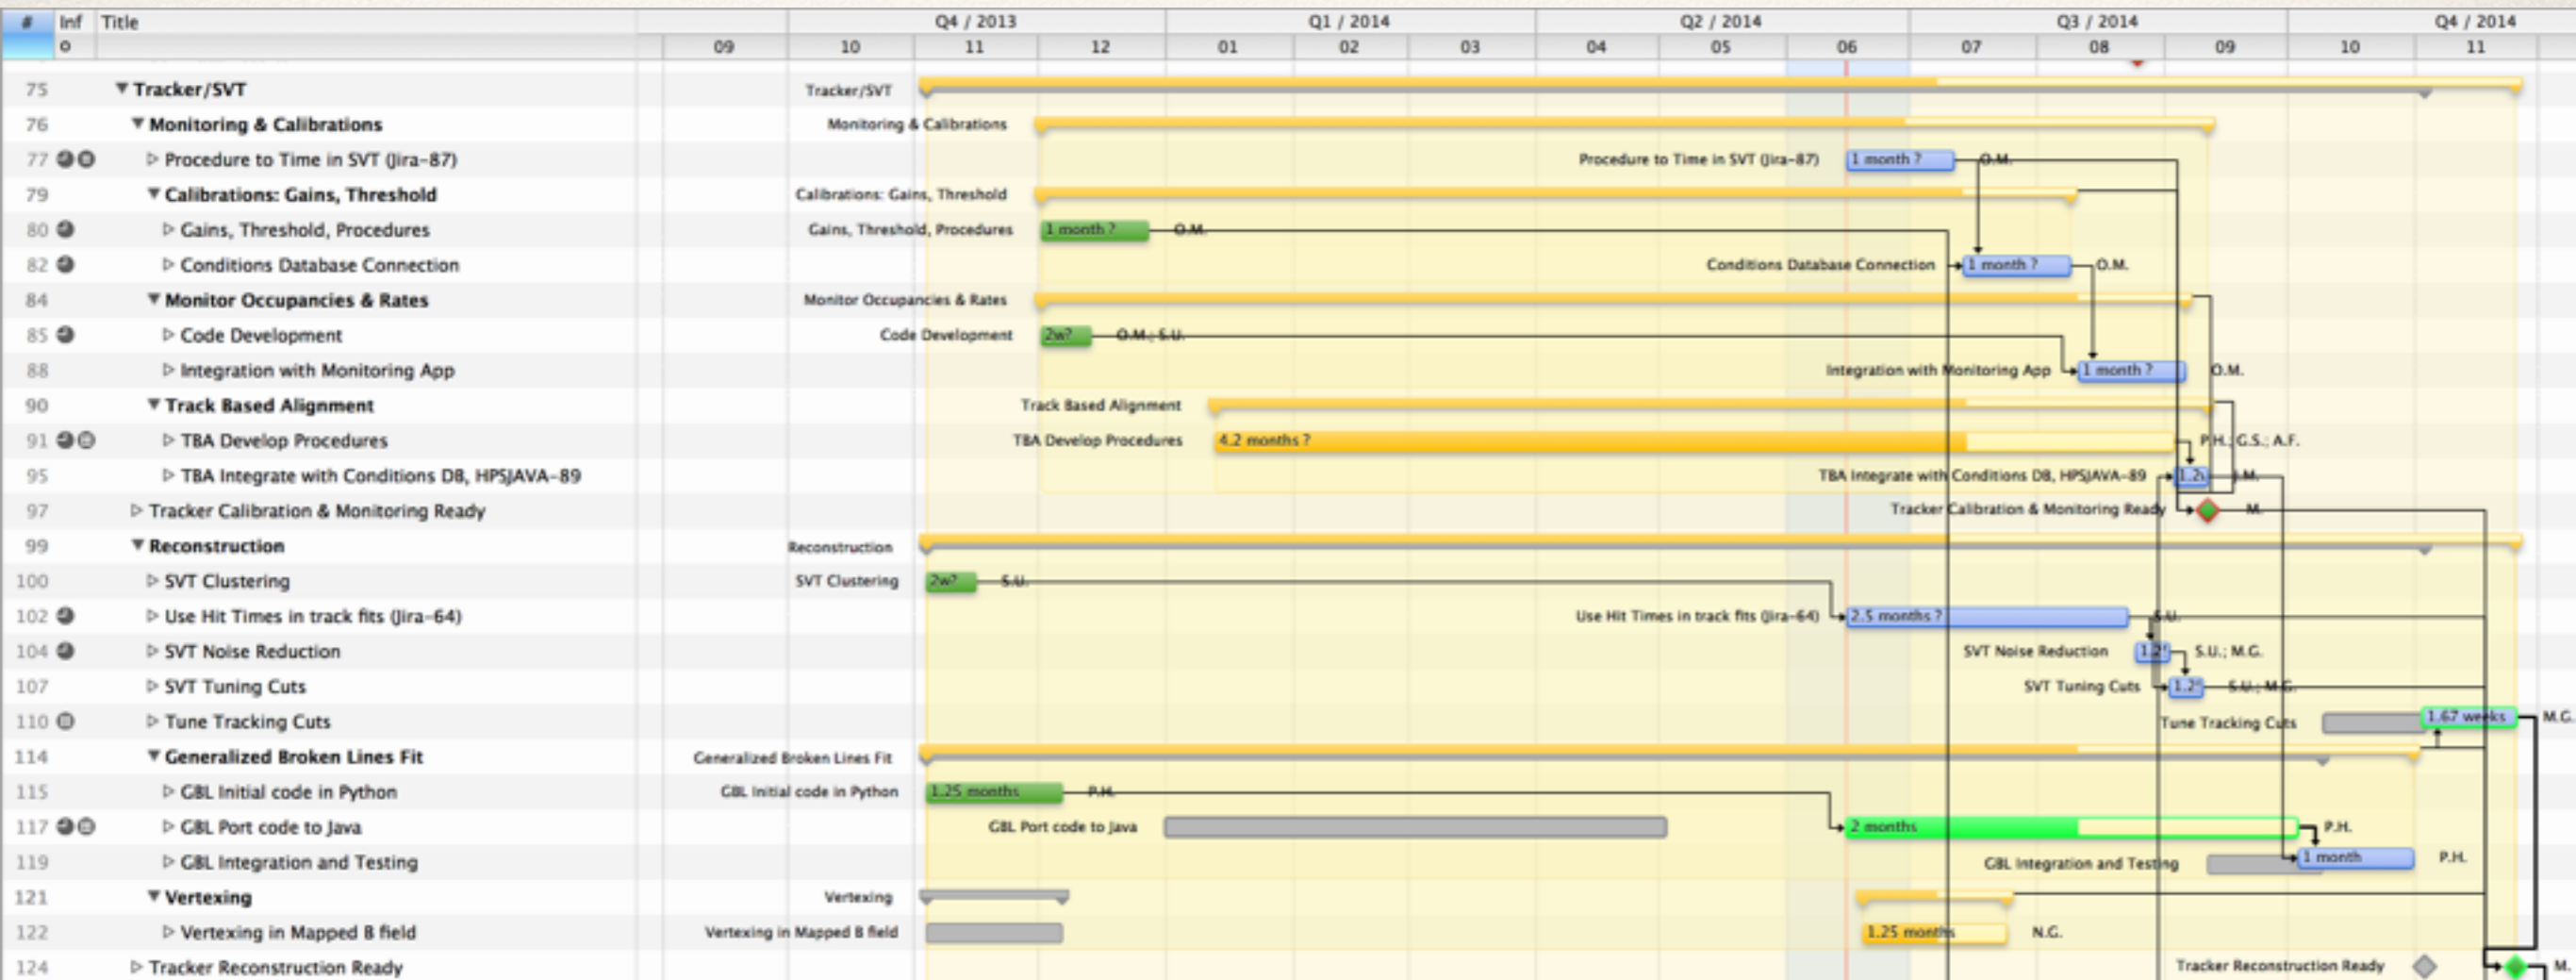 # Inf Title Q4 / 2013 Q1 / 2014 Q2 / 2014 Q3 / 2014 Q4 / 2014
o 09 10 11 12 01 02 03 04 05 06 07 08 09 10 11
75 Tracker/SVT Tracker/SVT
76 Monitoring & Calibrations Monitoring & Calibrations
77 Procedure to Time in SVT (Jira-87) Procedure to Time in SVT (Jira-87) 1 month ? O.M.
79 Calibrations: Gains, Threshold Calibrations: Gains, Threshold
80 Gains, Threshold, Procedures Gains, Threshold, Procedures 1 month ? O.M.
82 Conditions Database Connection Conditions Database Connection 1 month ? O.M.
84 Monitor Occupancies & Rates Monitor Occupancies & Rates
85 Code Development Code Development 2w? O.M.; S.U.
88 Integration with Monitoring App Integration with Monitoring App 1 month ? O.M.
90 Track Based Alignment Track Based Alignment
91 TBA Develop Procedures TBA Develop Procedures 4.2 months ? P.H.; G.S.; A.F.
95 TBA Integrate with Conditions DB, HPSJAVA-89 TBA Integrate with Conditions DB, HPSJAVA-89
97 Tracker Calibration & Monitoring Ready Tracker Calibration & Monitoring Ready M.
99 Reconstruction Reconstruction
100 SVT Clustering SVT Clustering 2w? S.U.
102 Use Hit Times in track fits (Jira-64) Use Hit Times in track fits (Jira-64) 2.5 months ? S.U.
104 SVT Noise Reduction SVT Noise Reduction S.U.; M.G.
107 SVT Tuning Cuts SVT Tuning Cuts S.U.; M.G.
110 Tune Tracking Cuts Tune Tracking Cuts 1.67 weeks M.G.
114 Generalized Broken Lines Fit Generalized Broken Lines Fit
115 GBL Initial code in Python GBL Initial code in Python 1.25 months P.H.
117 GBL Port code to Java GBL Port code to Java 2 months P.H.
119 GBL Integration and Testing GBL Integration and Testing 1 month P.H.
121 Vertexing Vertexing
122 Vertexing in Mapped B field Vertexing in Mapped B field 1.25 months N.G.
124 Tracker Reconstruction Ready Tracker Reconstruction Ready M.